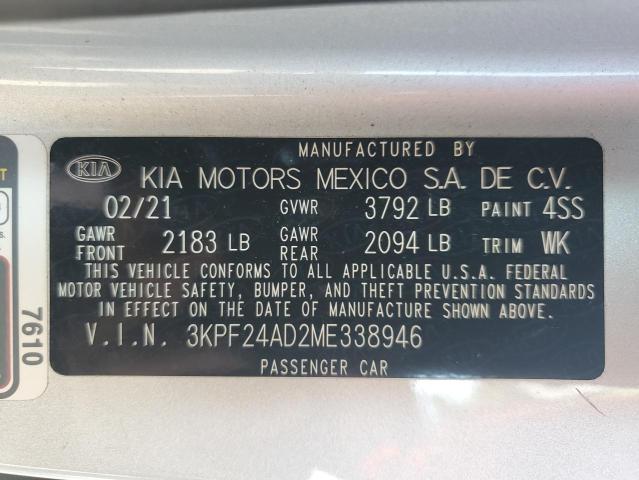 MANUFACTURED BY
KIA KIA MOTORS MEXICO S.A. DE C.V.
02/21 GVWR 3792 LB PAINT 4SS
GAWR FRONT 2183 LB GAWR REAR 2094 LB TRIM WK
THIS VEHICLE CONFORMS TO ALL APPLICABLE U.S.A. FEDERAL
MOTOR VEHICLE SAFETY, BUMPER, AND THEFT PREVENTION STANDARDS
IN EFFECT ON THE DATE OF MANUFACTURE SHOWN ABOVE.
V.I.N. 3KPF24AD2ME338946
PASSENGER CAR
7610